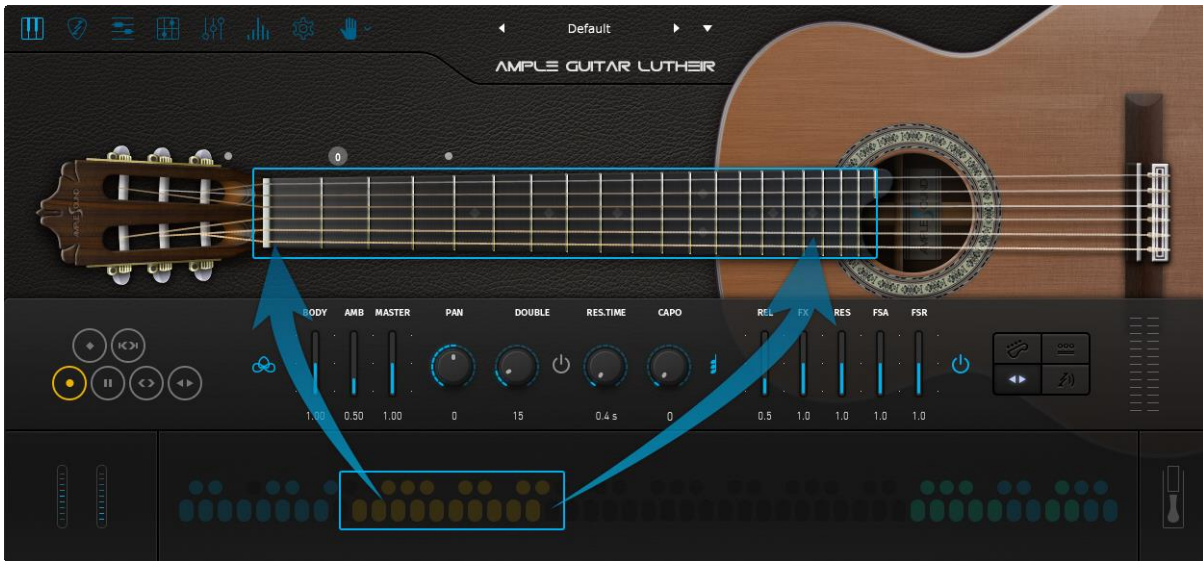 Default
AMPLE GUITAR LUTHEIR
0
AMPLE SOUND
BODY AMB MASTER PAN DOUBLE RES.TIME CAPO REL FX RES FSA FSR
1.00 0.50 1.00 0 15 0.4 s 0 0.5 1.0 1.0 1.0 1.0